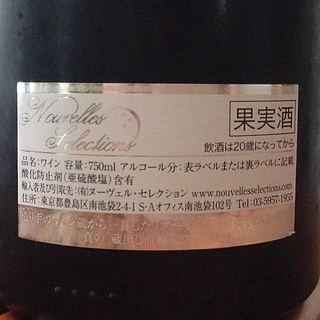 Nouvelles
Selections
果実酒
飲酒は20歳になってから
品名:ワイン 容量:750ml アルコール分:表ラベルまたは裏ラベルに記載
酸化防止剤(亜硫酸塩)含有
輸入者及び引取先:(有)ヌーヴェル・セレクション www.nouvellesselections.com
住所:東京都豊島区南池袋2-4-1 S-Aオフィス南池袋102号 Tel:03-5957-1955